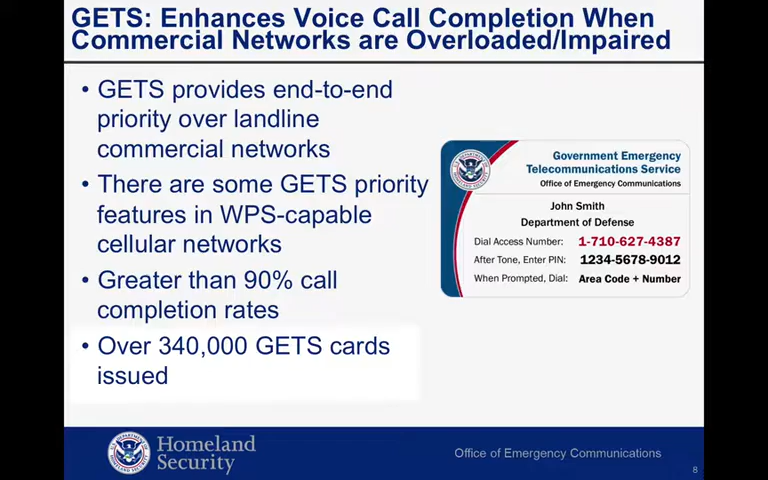 GETS: Enhances Voice Call Completion When
Commercial Networks are Overloaded/Impaired
• GETS provides end-to-end
priority over landline
commercial networks
• There are some GETS priority
features in WPS-capable
cellular networks
• Greater than 90% call
completion rates
• Over 340,000 GETS cards
issued
Government Emergency
Telecommunications Service
Office of Emergency Communications
John Smith
Department of Defense
Dial Access Number: 1-710-627-4387
After Tone, Enter PIN: 1234-5678-9012
When Prompted, Dial: Area Code + Number
Homeland
Security
Office of Emergency Communications
8